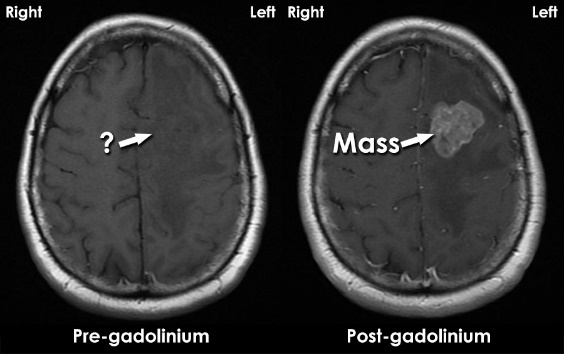 Right Left
Right Left
?
Mass
Pre-gadolinium
Post-gadolinium